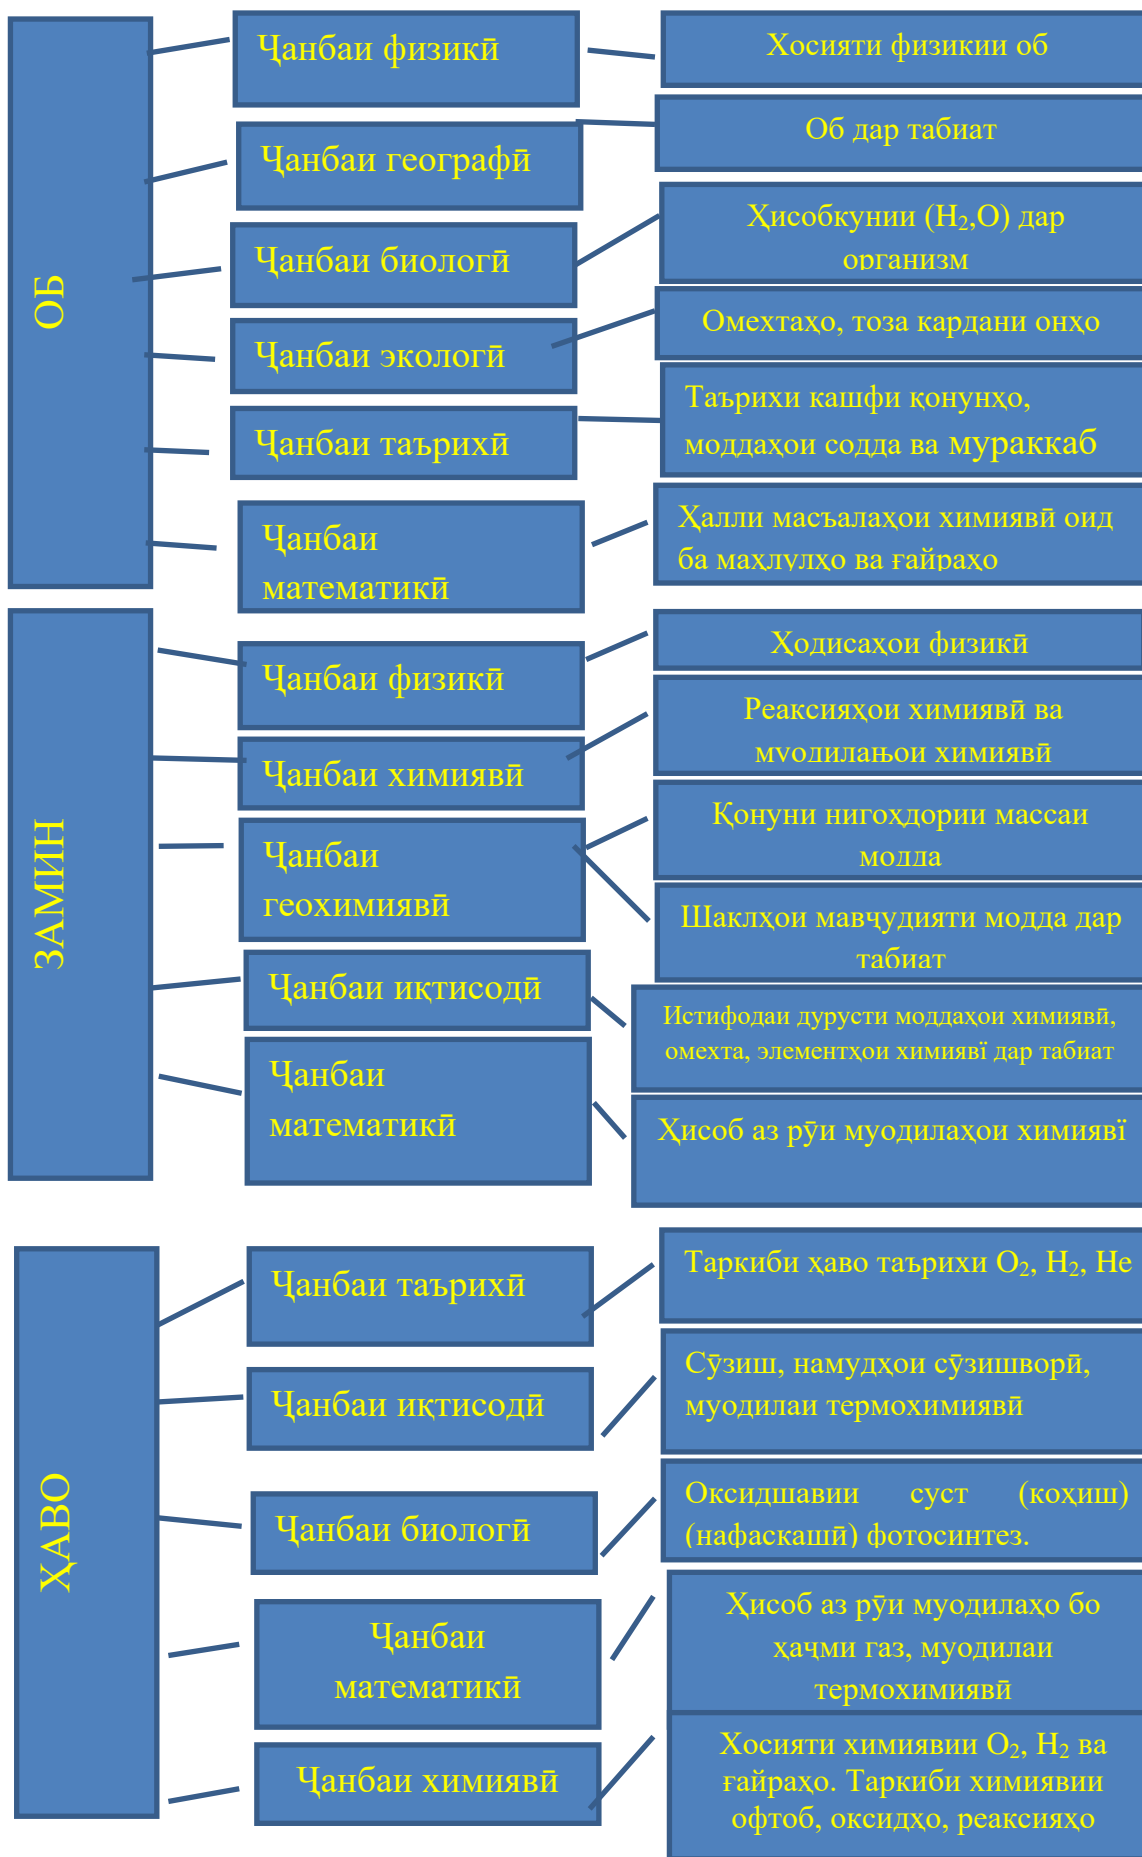 ОБ
Ҷанбаи физикӣ
Хосияти физикии об
Ҷанбаи географӣ
Об дар табиат
Ҷанбаи биологӣ
Ҳисобкунии (H₂,O) дар
организм
Ҷанбаи экологӣ
Омехтаҳо, тоза кардани онҳо
Ҷанбаи таърихӣ
Таърихи кашфи қонунҳо,
моддаҳои содда ва мураккаб
Ҷанбаи
математикӣ
Ҳалли масъалаҳои химиявӣ оид
ба маҳлулҳо ва ғайраҳо
ЗАМИН
Ҷанбаи физикӣ
Ҳодисаҳои физикӣ
Ҷанбаи химиявӣ
Реаксияҳои химиявӣ ва
муодилањои химиявӣ
Ҷанбаи
геохимиявӣ
Қонуни нигоҳдории массаи
модда
Шаклҳои мавҷудияти модда дар
табиат
Ҷанбаи иқтисодӣ
Истифодаи дурусти моддаҳои химиявӣ,
омехта, элементҳои химиявї дар табиат
Ҷанбаи
математикӣ
Ҳисоб аз рӯи муодилаҳои химиявї
ҲАВО
Ҷанбаи таърихӣ
Таркиби ҳаво таърихи O₂, H₂, He
Ҷанбаи иқтисодӣ
Сӯзиш, намудҳои сӯзишворӣ,
муодилаи термохимиявӣ
Ҷанбаи биологӣ
Оксидшавии суст (коҳиш)
(нафаскашӣ) фотосинтез.
Ҷанбаи
математикӣ
Ҳисоб аз рӯи муодилаҳо бо
ҳаҷми газ, муодилаи
термохимиявӣ
Ҷанбаи химиявӣ
Хосияти химиявии O₂, H₂ ва
ғайраҳо. Таркиби химиявии
офтоб, оксидҳо, реаксияҳо